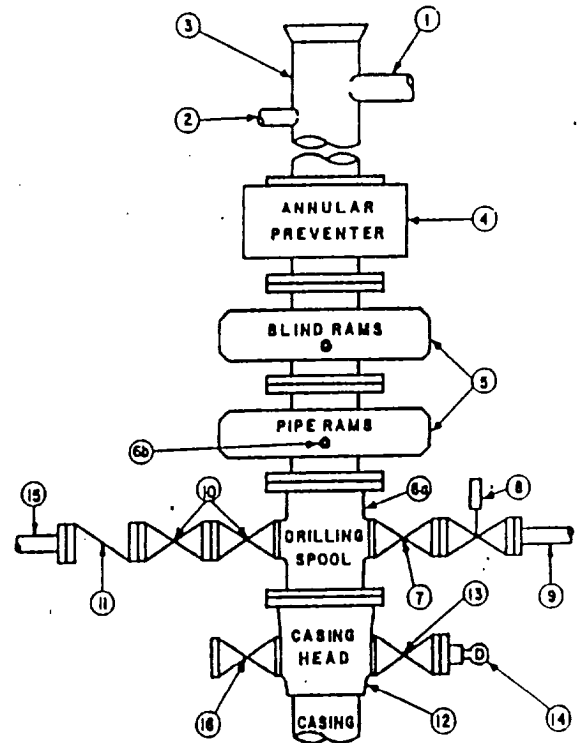 1
3
2
ANNULAR
PREVENTER
4
BLIND RAMS
5
PIPE RAMS
6b
6a
8
15
10
DRILLING
SPOOL
11
7
13
9
CASING
HEAD
D
16
12
14
CASING